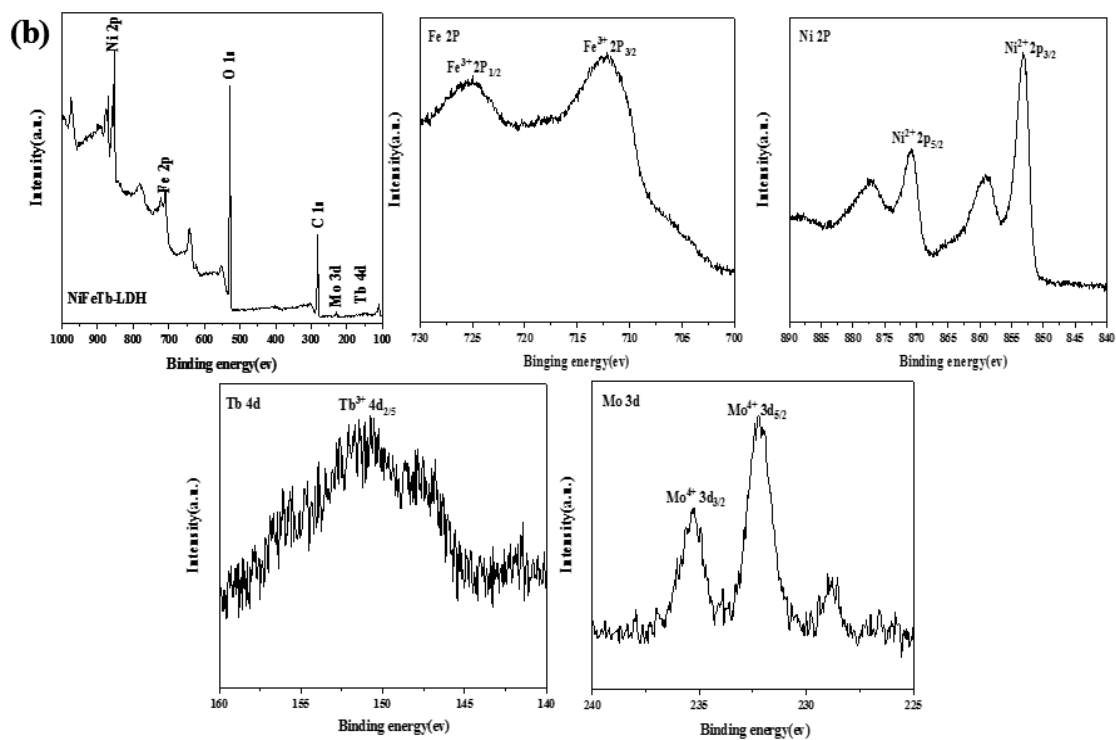 (b)
Ni 2p
Fe 2p
O 1s
C 1s
Mo 3d
Tb 4d
NiFeTb-LDH
Intensity(a.u.)
1000 900 800 700 600 500 400 300 200 100
Binding energy(ev)
Fe 2P
Fe3+ 2P1/2
Fe3+ 2P3/2
Intensity(a.u.)
730 725 720 715 710 705 700
Binging energy(ev)
Ni 2P
Ni2+ 2p3/2
Ni2+ 2p5/2
Intensity(a.u.)
890 885 880 875 870 865 860 855 850 845 840
Binding energy(ev)
Tb 4d
Tb3+ 4d2/5
Intensity(a.u.)
160 155 150 145 140
Binding energy(ev)
Mo 3d
Mo4+ 3d5/2
Mo4+ 3d3/2
Intensity(a.u.)
240 235 230 225
Binding energy(ev)